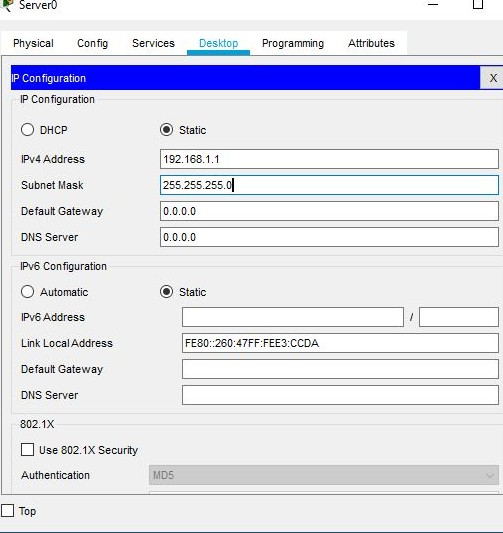 Server0
Physical Config Services Desktop Programming Attributes
IP Configuration X
IP Configuration
DHCP Static
IPv4 Address 192.168.1.1
Subnet Mask 255.255.255.0
Default Gateway 0.0.0.0
DNS Server 0.0.0.0
IPv6 Configuration
Automatic Static
IPv6 Address /
Link Local Address FE80::260:47FF:FEE3:CCDA
Default Gateway
DNS Server
802.1X
Use 802.1X Security
Authentication MD5
Top